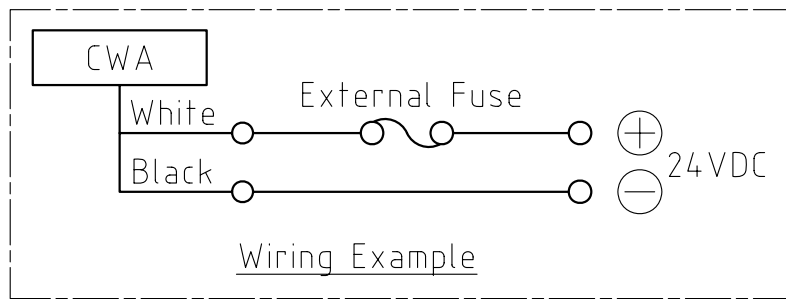 CWA
White
External Fuse
+
Black
24VDC
−
Wiring Example